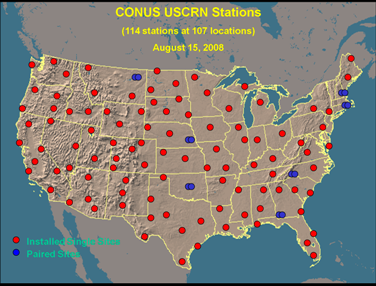 CONUS USCRN Stations
(114 stations at 107 locations)
August 15, 2008
Installed Single Sites
Paired Sites